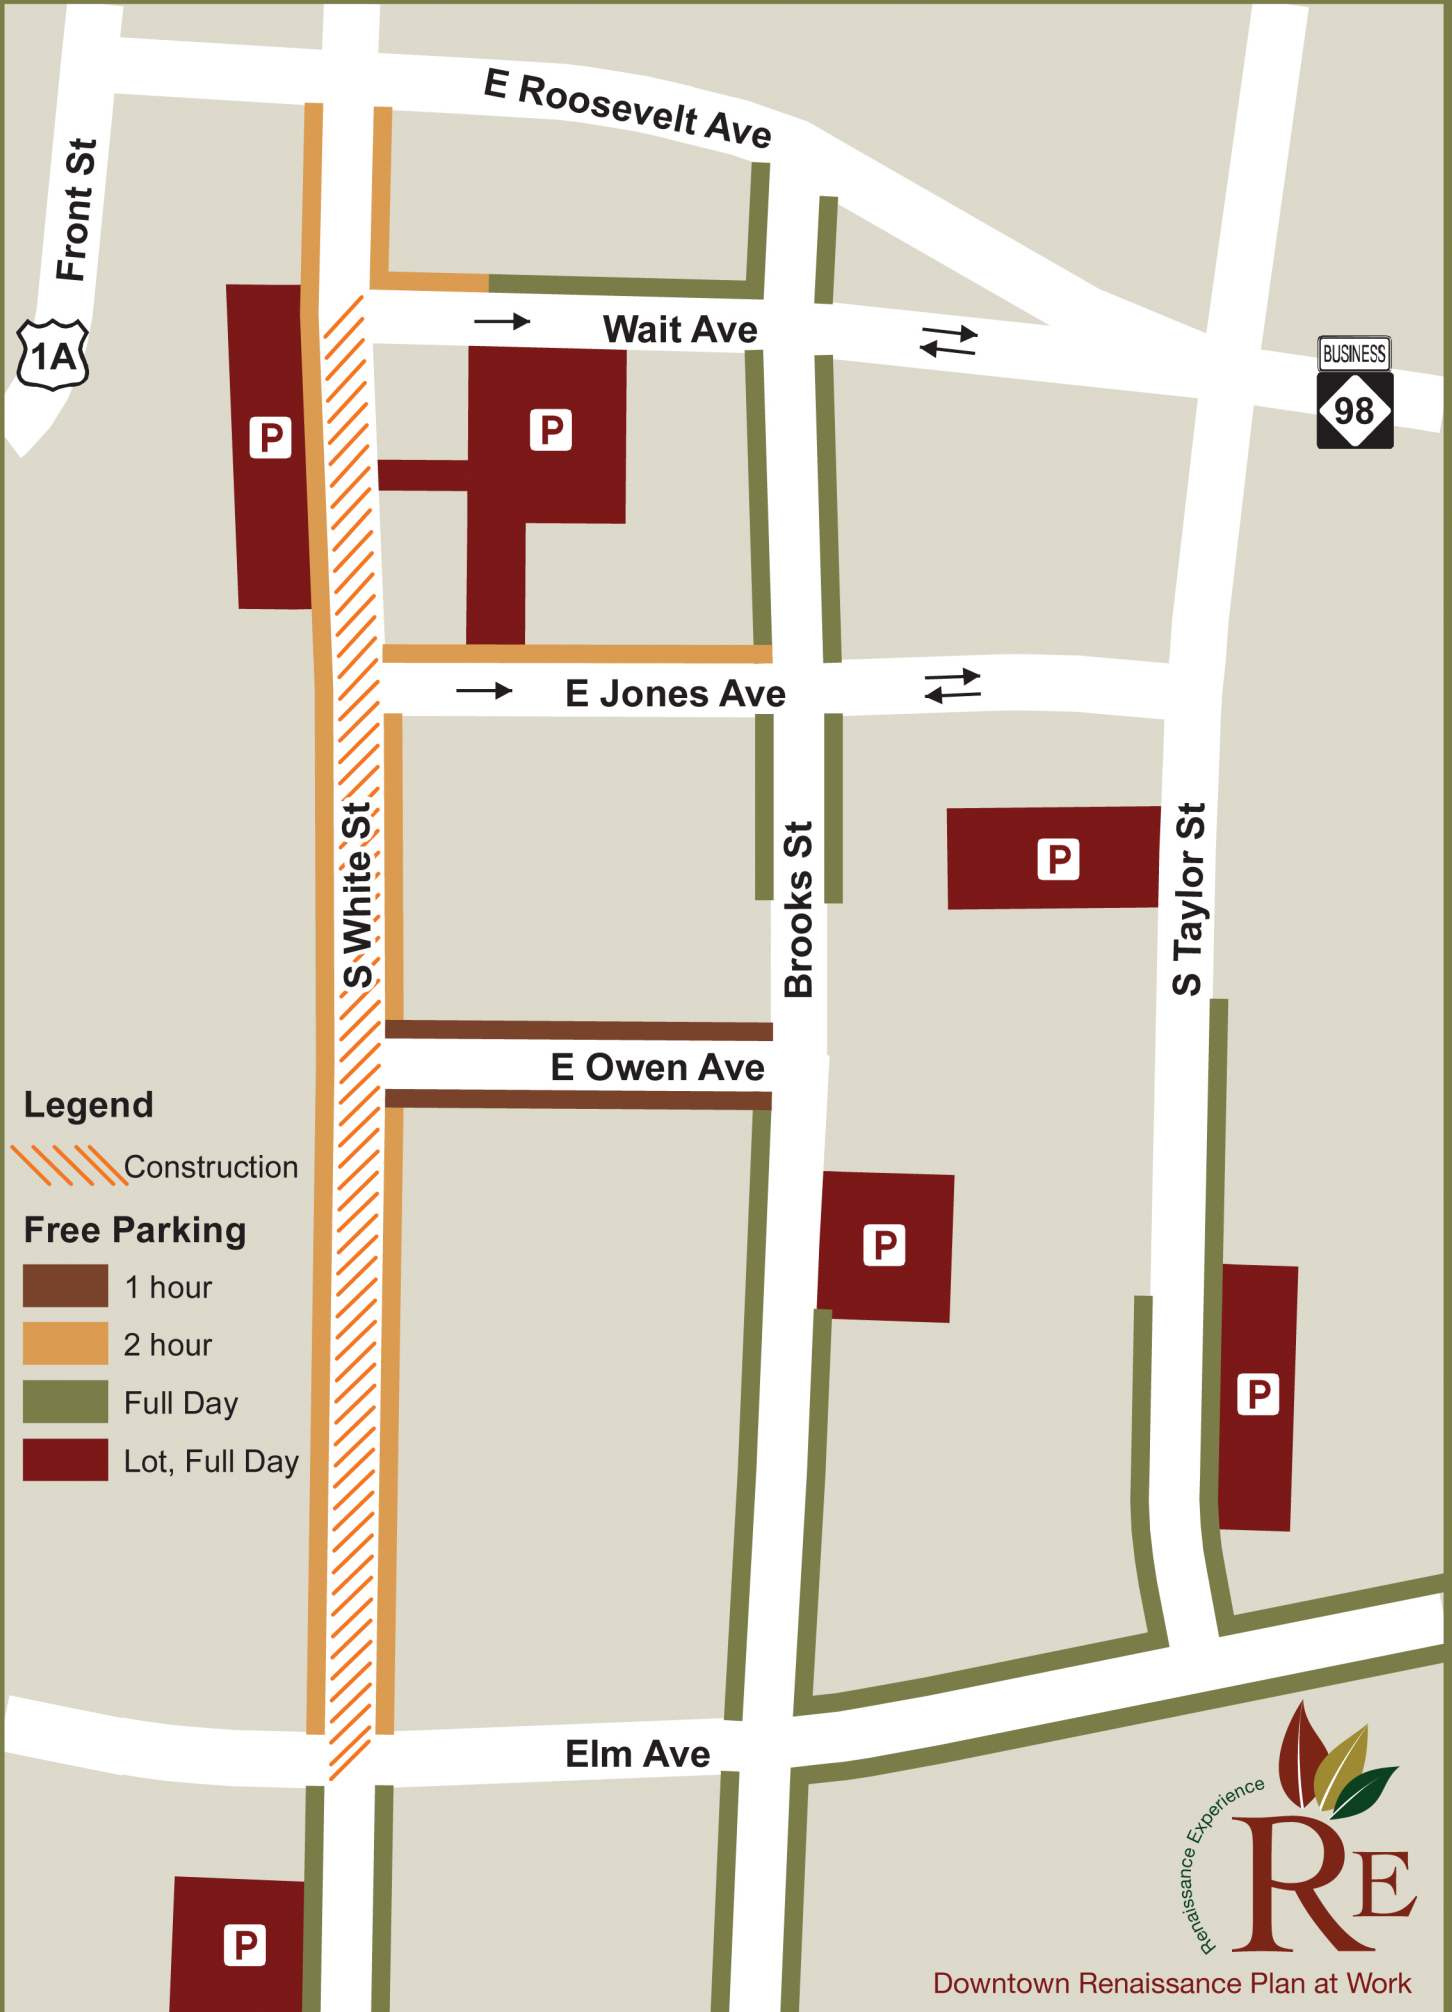 E Roosevelt Ave
Front St
1A
Wait Ave
BUSINESS
98
P
P
E Jones Ave
S White St
Brooks St
S Taylor St
P
E Owen Ave
Legend
Construction
Free Parking
1 hour
2 hour
Full Day
Lot, Full Day
P
P
Elm Ave
P
Renaissance Experience
RE
Downtown Renaissance Plan at Work